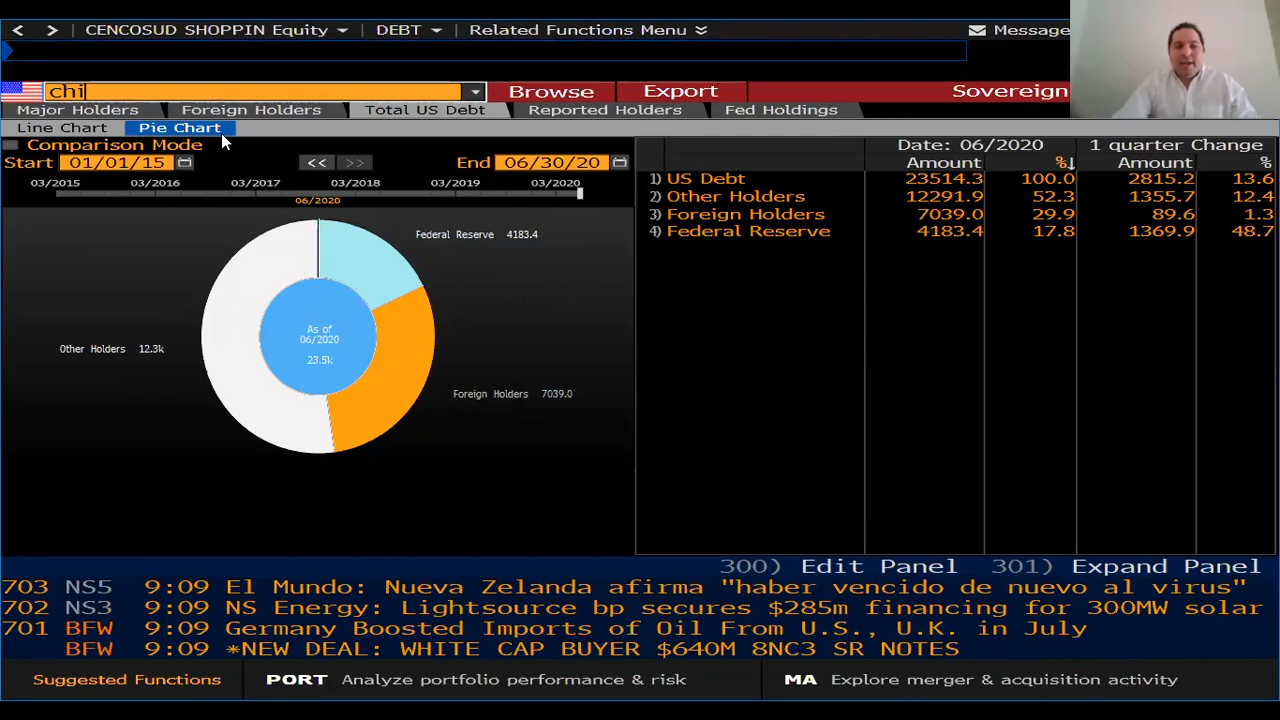 < > CENCOSUD SHOPPIN Equity DEBT Related Functions Menu Message
chi Browse Export Sovereign
Major Holders Foreign Holders Total US Debt Reported Holders Fed Holdings
Line Chart Pie Chart
Comparison Mode
Start 01/01/15 << >> End 06/30/20
03/2015 03/2016 03/2017 03/2018 03/2019 03/2020
06/2020
Federal Reserve 4183.4
As of
06/2020
23.5k
Other Holders 12.3k
Foreign Holders 7039.0
Date: 06/2020 1 quarter Change
Amount %↓ Amount %
1) US Debt 23514.3 100.0 2815.2 13.6
2) Other Holders 12291.9 52.3 1355.7 12.4
3) Foreign Holders 7039.0 29.9 89.6 1.3
4) Federal Reserve 4183.4 17.8 1369.9 48.7
300) Edit Panel 301) Expand Panel
703 NS5 9:09 El Mundo: Nueva Zelanda afirma "haber vencido de nuevo al virus"
702 NS3 9:09 NS Energy: Lightsource bp secures $285m financing for 300MW solar
701 BFW 9:09 Germany Boosted Imports of Oil From U.S., U.K. in July
BFW 9:09 *NEW DEAL: WHITE CAP BUYER $640M 8NC3 SR NOTES
Suggested Functions PORT Analyze portfolio performance & risk MA Explore merger & acquisition activity